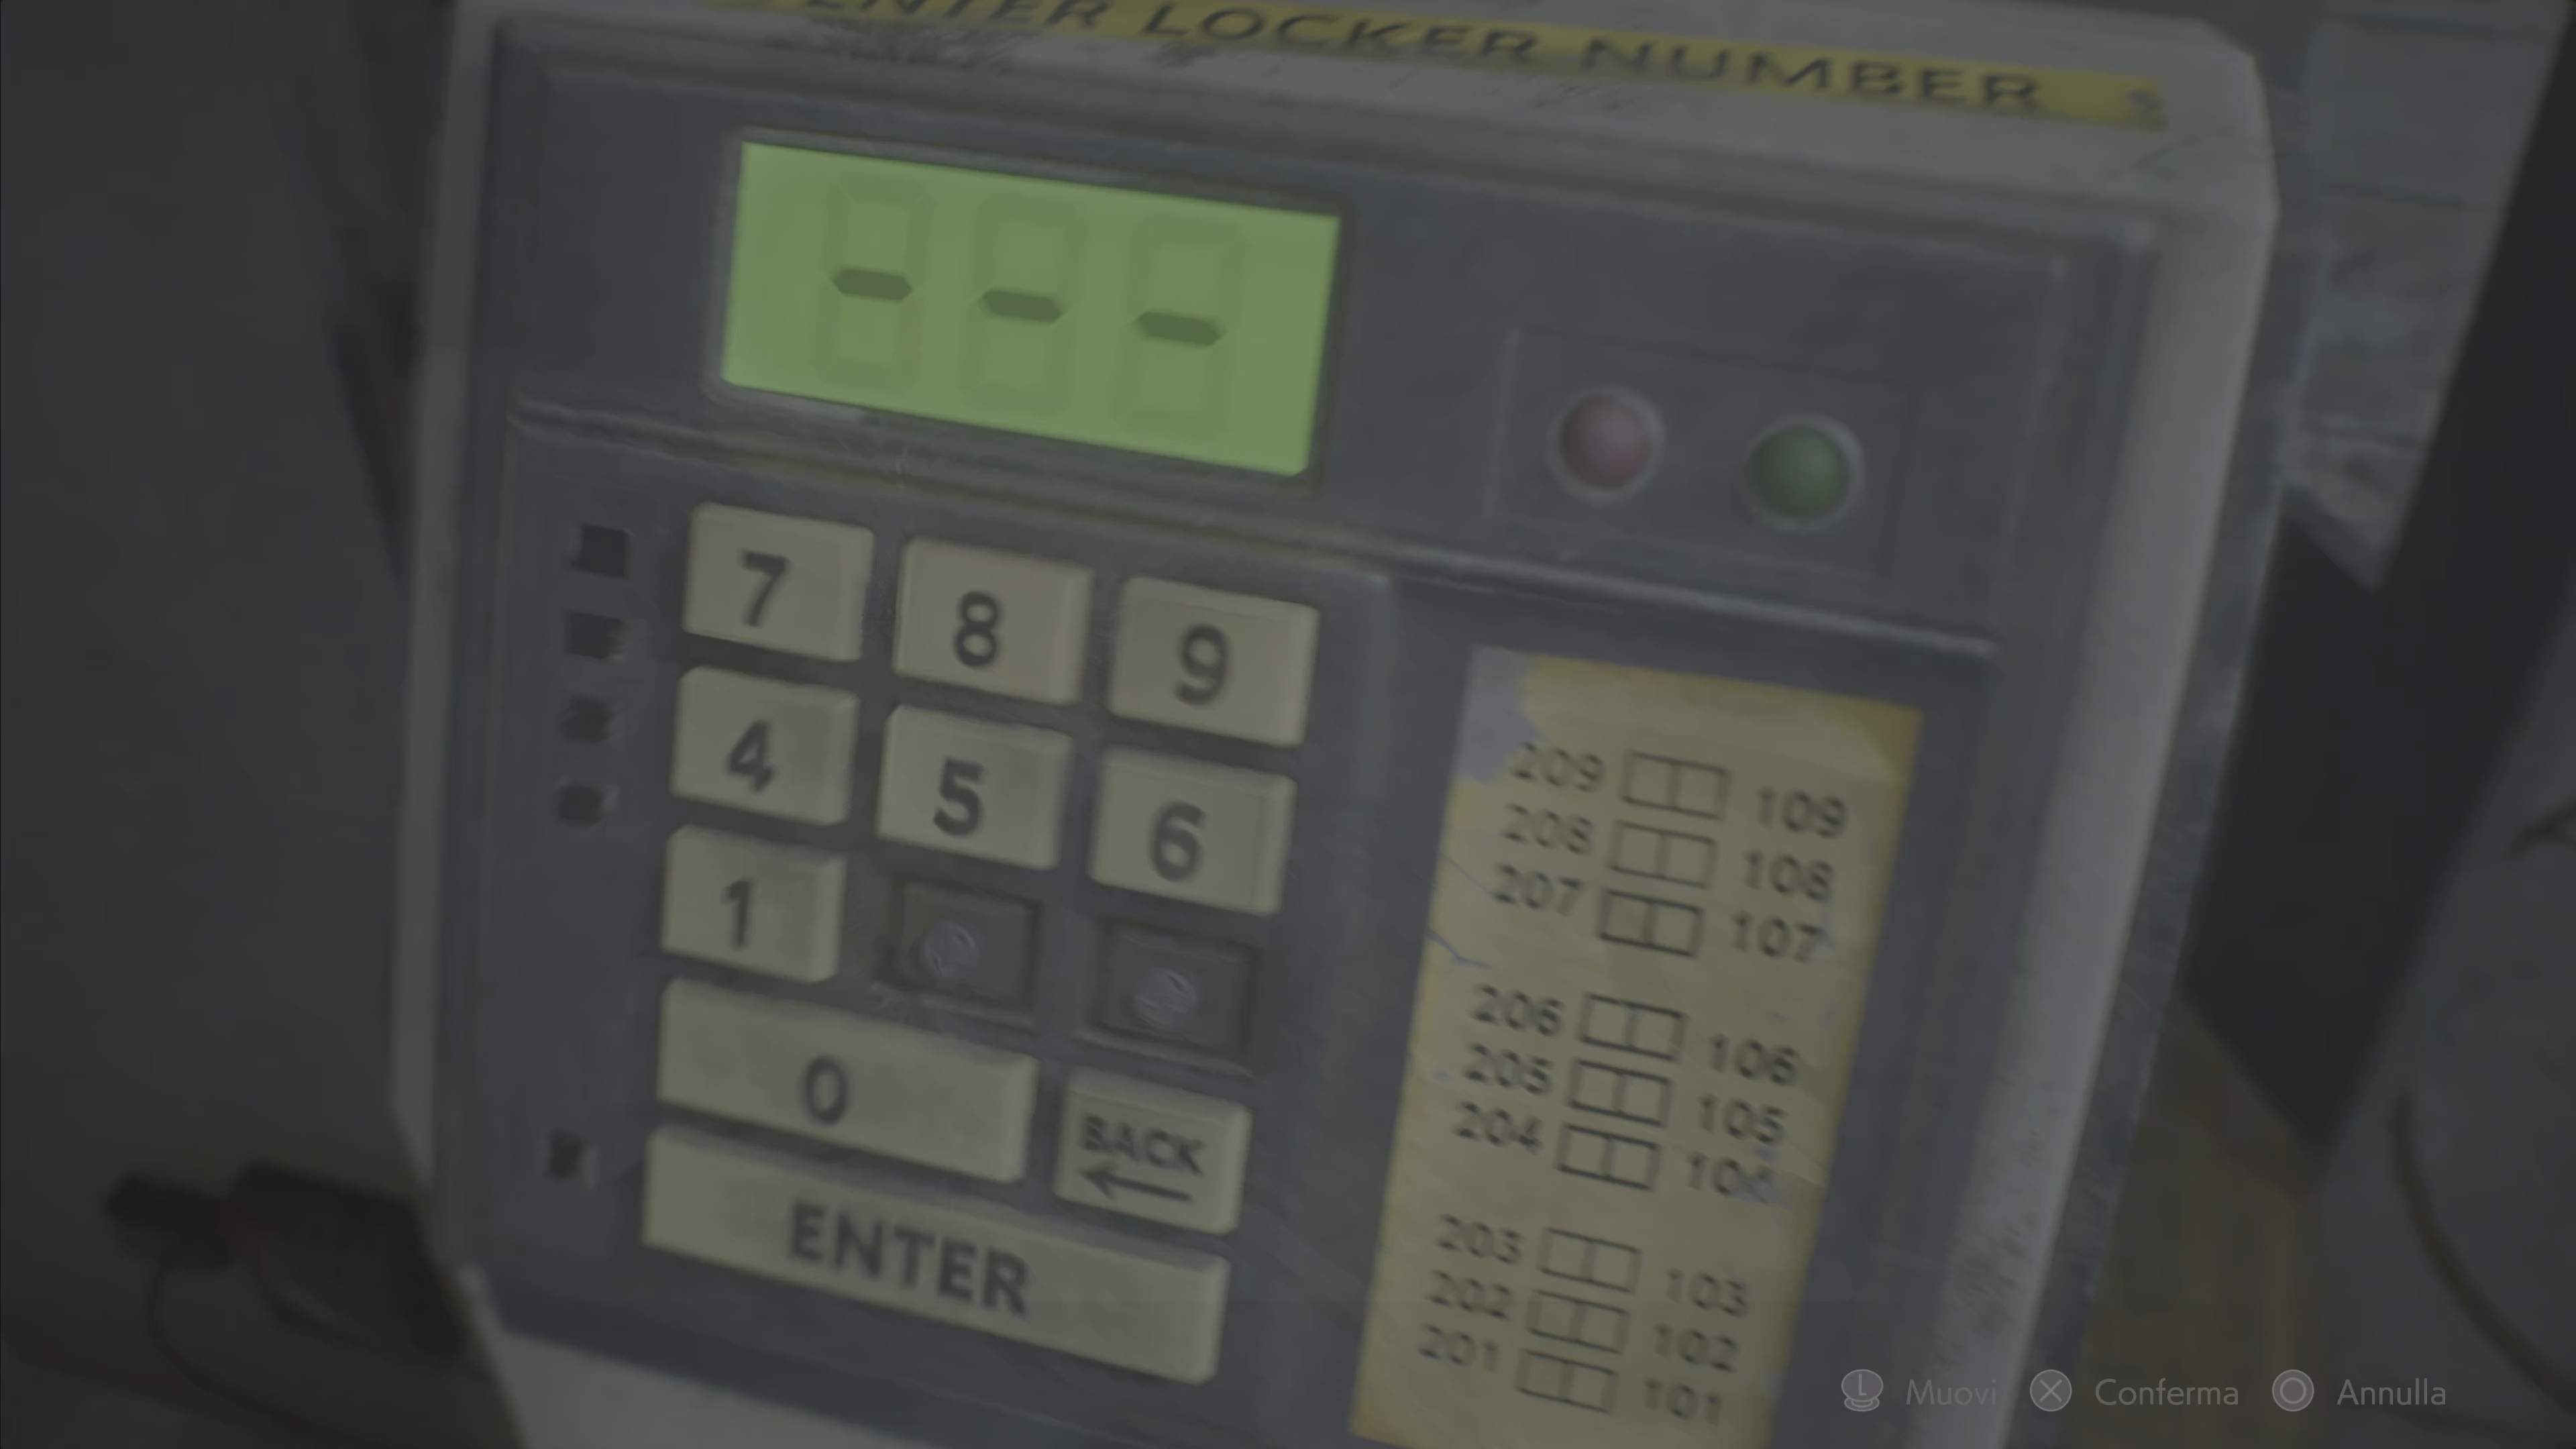 ENTER LOCKER NUMBER
---
7 8 9
4 5 6
1
0
BACK
ENTER
209 109
208 108
207 107
206 106
205 105
204
203 103
202 102
201 101
Muovi Conferma Annulla